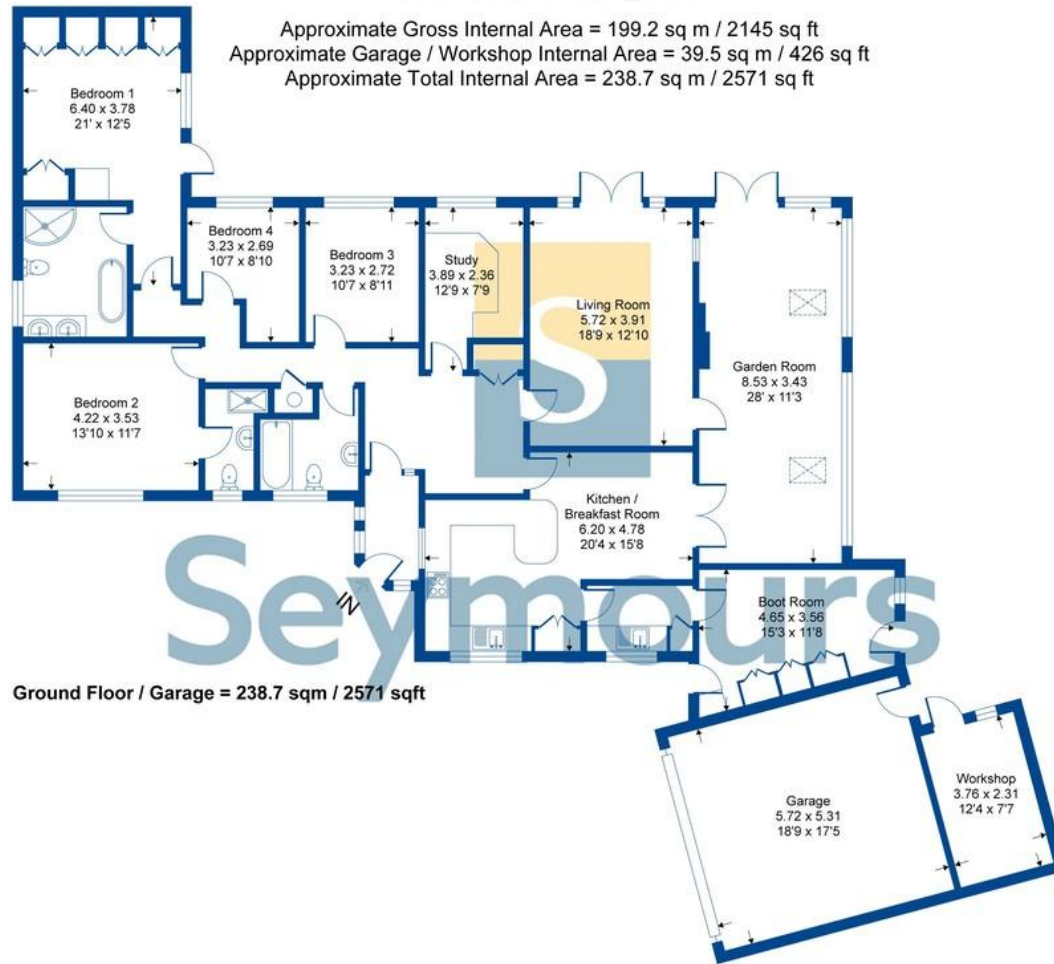 Approximate Gross Internal Area = 199.2 sq m / 2145 sq ft
Approximate Garage / Workshop Internal Area = 39.5 sq m / 426 sq ft
Approximate Total Internal Area = 238.7 sq m / 2571 sq ft
Bedroom 1
6.40 x 3.78
21' x 12'5
Bedroom 4
3.23 x 2.69
10'7 x 8'10
Bedroom 3
3.23 x 2.72
10'7 x 8'11
Study
3.89 x 2.36
12'9 x 7'9
Living Room
5.72 x 3.91
18'9 x 12'10
S
Garden Room
8.53 x 3.43
28' x 11'3
Bedroom 2
4.22 x 3.53
13'10 x 11'7
Kitchen /
Breakfast Room
6.20 x 4.78
20'4 x 15'8
IN
Seymours
Boot Room
4.65 x 3.56
15'3 x 11'8
Ground Floor / Garage = 238.7 sqm / 2571 sqft
Garage
5.72 x 5.31
18'9 x 17'5
Workshop
3.76 x 2.31
12'4 x 7'7